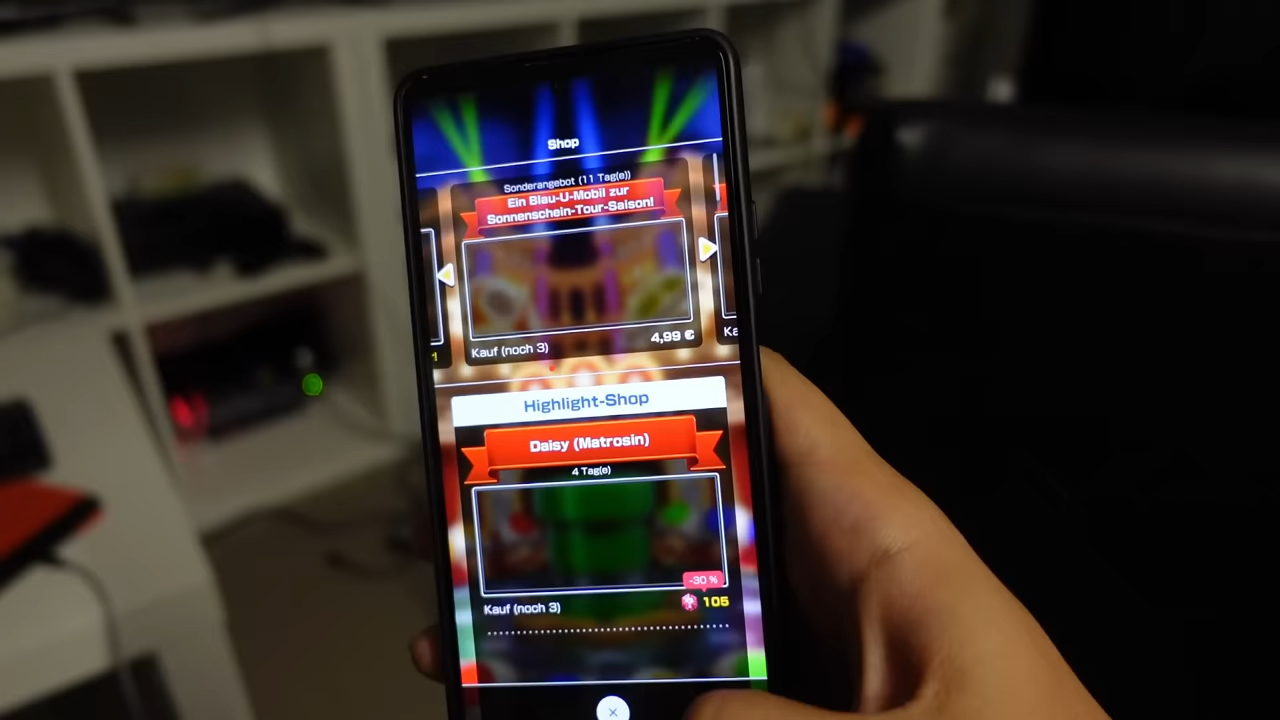 Shop
Sonderangebot (11 Tag(e))
Ein Blau-U-Mobil zur
Sonnenschein-Tour-Saison!
Kauf (noch 3)
4,99 €
Ka
Highlight-Shop
Daisy (Matrosin)
4 Tag(e)
-30 %
Kauf (noch 3)
105